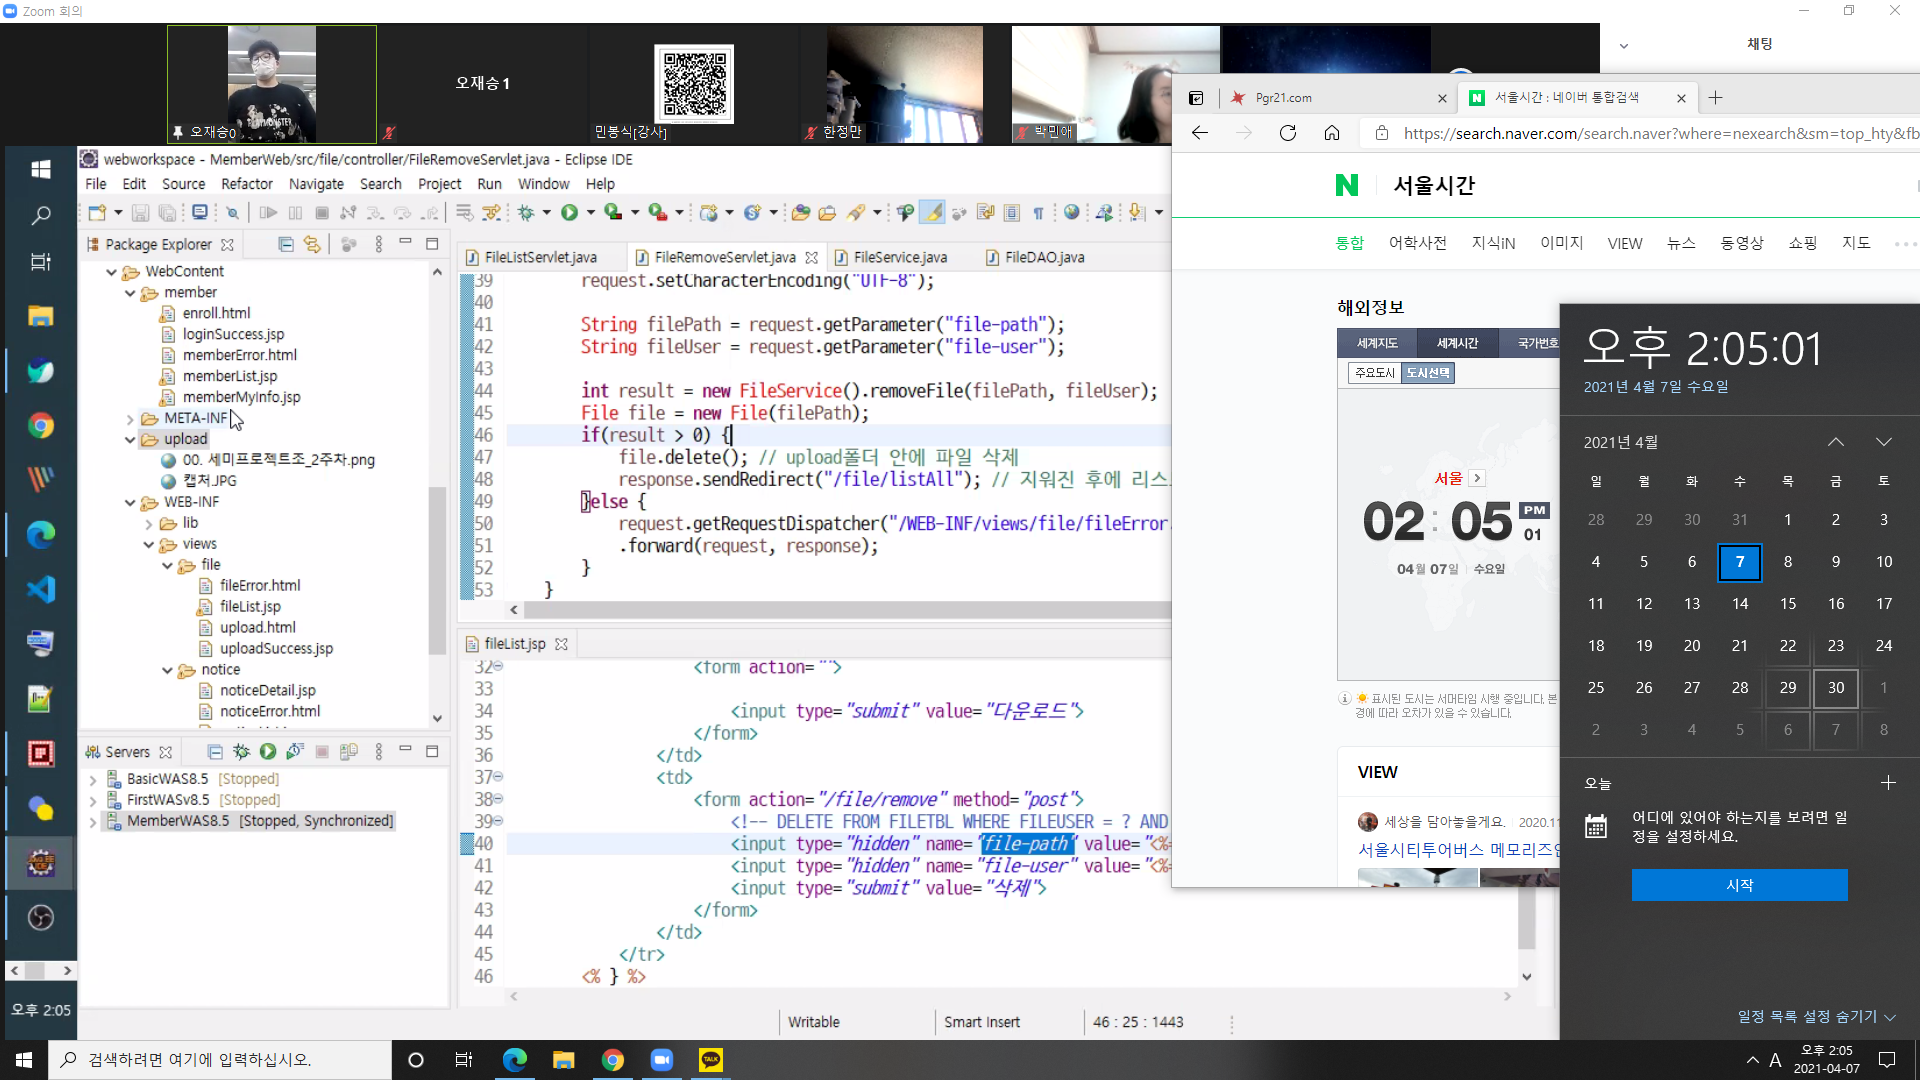 Zoom 회의
오재승0
오재승1
민봉식[강사]
한정만
박민애
채팅
webworkspace - MemberWeb/src/file/controller/FileRemoveServlet.java - Eclipse IDE
File Edit Source Refactor Navigate Search Project Run Window Help
Package Explorer
WebContent
member
enroll.html
loginSuccess.jsp
memberError.html
memberList.jsp
memberMyInfo.jsp
META-INF
upload
00. 세미프로젝트조_2주차.png
캡처.JPG
WEB-INF
lib
views
file
fileError.html
fileList.jsp
upload.html
uploadSuccess.jsp
notice
noticeDetail.jsp
noticeError.html
Servers
BasicWAS8.5 [Stopped]
FirstWASv8.5 [Stopped]
MemberWAS8.5 [Stopped, Synchronized]
오후 2:05
FileListServlet.java FileRemoveServlet.java FileService.java FileDAO.java
39 request.setCharacterEncoding("UTF-8");
40
41 String filePath = request.getParameter("file-path");
42 String fileUser = request.getParameter("file-user");
43
44 int result = new FileService().removeFile(filePath, fileUser);
45 File file = new File(filePath);
46 if(result > 0) {
47 file.delete(); // upload폴더 안에 파일 삭제
48 response.sendRedirect("/file/listAll"); // 지워진 후에 리스
49 }else {
50 request.getRequestDispatcher("/WEB-INF/views/file/fileError.
51 .forward(request, response);
52 }
53 }
fileList.jsp
32 <form action="">
33
34 <input type="submit" value="다운로드">
35 </form>
36 </td>
37 <td>
38 <form action="/file/remove" method="post">
39 <!-- DELETE FROM FILETBL WHERE FILEUSER = ? AND
40 <input type="hidden" name="file-path" value="<%=
41 <input type="hidden" name="file-user" value="<%=
42 <input type="submit" value="삭제">
43 </form>
44 </td>
45 </tr>
46 <% } %>
Writable Smart Insert 46 : 25 : 1443
Pgr21.com
서울시간 : 네이버 통합검색
https://search.naver.com/search.naver?where=nexearch&sm=top_hty&fb
N 서울시간
통합 어학사전 지식iN 이미지 VIEW 뉴스 동영상 쇼핑 지도
해외정보
세계지도 세계시간 국가번호
주요도시 도시선택
서울
02 : 05 PM 01
04월 07일 수요일
표시된 도시는 서머타임 시행 중입니다. 본
경에 따라 오차가 있을 수 있습니다.
VIEW
세상을 담아놓을게요. 2020.11
서울시티투어버스 메모리즈인
오후 2:05:01
2021년 4월 7일 수요일
2021년 4월
일 월 화 수 목 금 토
28 29 30 31 1 2 3
4 5 6 7 8 9 10
11 12 13 14 15 16 17
18 19 20 21 22 23 24
25 26 27 28 29 30 1
2 3 4 5 6 7 8
오늘
어디에 있어야 하는지를 보려면 일
정을 설정하세요.
시작
일정 목록 설정 숨기기
검색하려면 여기에 입력하십시오.
TALK
A
오후 2:05
2021-04-07